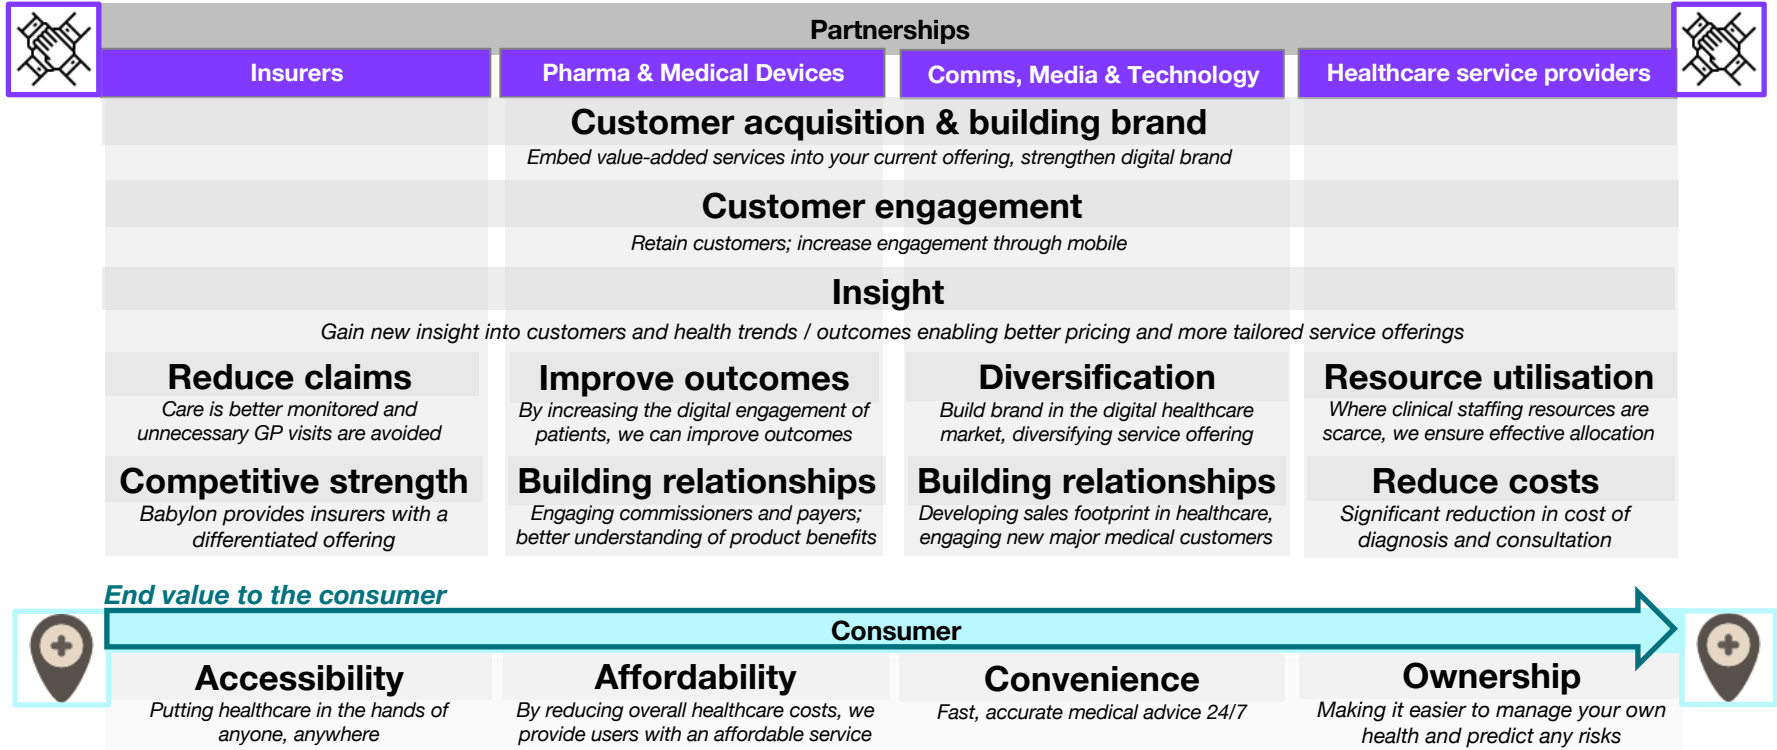 Partnerships
Insurers
Pharma & Medical Devices
Comms, Media & Technology
Healthcare service providers
Customer acquisition & building brand
Embed value-added services into your current offering, strengthen digital brand
Customer engagement
Retain customers; increase engagement through mobile
Insight
Gain new insight into customers and health trends / outcomes enabling better pricing and more tailored service offerings
Reduce claims
Care is better monitored and
unnecessary GP visits are avoided
Improve outcomes
By increasing the digital engagement of
patients, we can improve outcomes
Diversification
Build brand in the digital healthcare
market, diversifying service offering
Resource utilisation
Where clinical staffing resources are
scarce, we ensure effective allocation
Competitive strength
Babylon provides insurers with a
differentiated offering
Building relationships
Engaging commissioners and payers;
better understanding of product benefits
Building relationships
Developing sales footprint in healthcare,
engaging new major medical customers
Reduce costs
Significant reduction in cost of
diagnosis and consultation
End value to the consumer
Consumer
Accessibility
Putting healthcare in the hands of
anyone, anywhere
Affordability
By reducing overall healthcare costs, we
provide users with an affordable service
Convenience
Fast, accurate medical advice 24/7
Ownership
Making it easier to manage your own
health and predict any risks